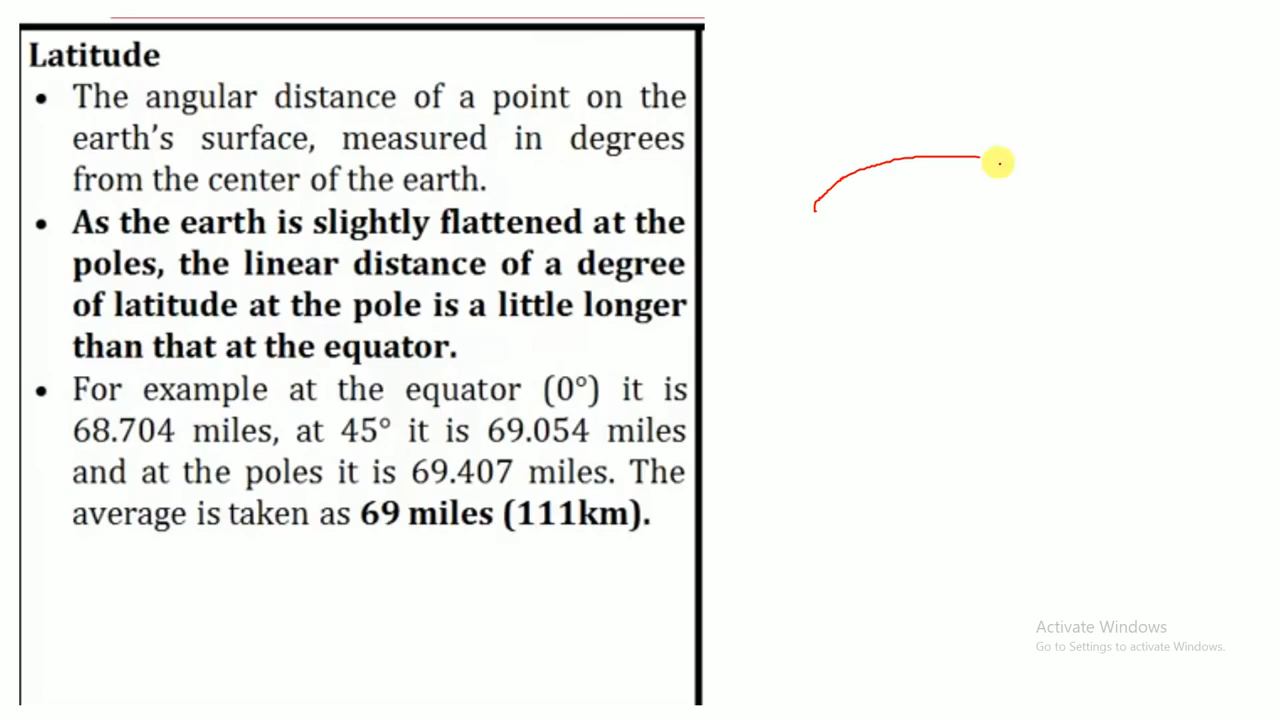 Latitude
• The angular distance of a point on the
earth’s surface, measured in degrees
from the center of the earth.
• As the earth is slightly flattened at the
poles, the linear distance of a degree
of latitude at the pole is a little longer
than that at the equator.
• For example at the equator (0°) it is
68.704 miles, at 45° it is 69.054 miles
and at the poles it is 69.407 miles. The
average is taken as 69 miles (111km).
Activate Windows
Go to Settings to activate Windows.